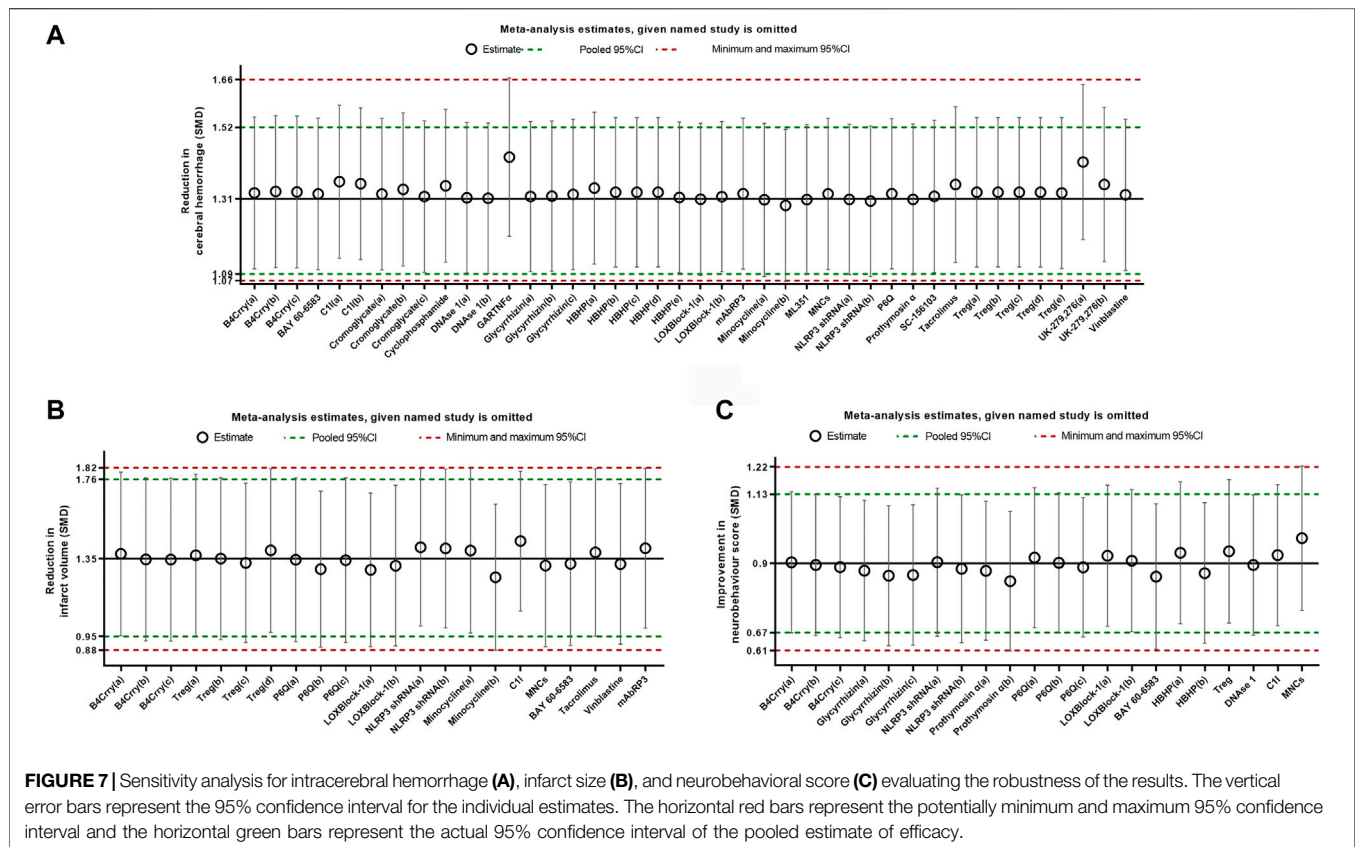 A
Meta-analysis estimates, given named study is omitted
Estimate Pooled 95%CI Minimum and maximum 95%CI
Reduction in
cerebral hemorrhage (SMD)
1.66
1.52
1.31
1.09
1.07
B4Crry(a)
B4Cry(b)
B4Cry(c)
BAY 60-6583
C1I(a)
C1I(b)
Cromoglycate(a)
Cromoglycate(b)
Cromoglycate(c)
Cyclophosphamide
DNAse 1(a)
DNAse 1(b)
GARTNFα
Glycyrrhizin(a)
Glycyrrhizin(b)
Glycyrrhizin(c)
HBHP(a)
HBHP(b)
HBHP(c)
HBHP(d)
HBHP(e)
LOXBlock-1(a)
LOXBlock-1(b)
mAbRP3
Minocycline(a)
Minocycline(b)
ML351
MNCs
NLRP3 shRNA(a)
NLRP3 shRNA(b)
P6Q
Prothymosin α
SC-156103
Tacrolimus
Treg(a)
Treg(b)
Treg(c)
Treg(d)
Treg(e)
UK-279,276(a)
UK-279,276(b)
Vinblastine
B
Meta-analysis estimates, given named study is omitted
Estimate Pooled 95%CI Minimum and maximum 95%CI
Reduction in
infarct volume (SMD)
1.82
1.76
1.35
0.95
0.88
B4Crry(a)
B4Crry(b)
B4Crry(c)
Treg(a)
Treg(b)
Treg(c)
Treg(d)
P6Q(a)
P6Q(b)
P6Q(c)
LOXBlock-1(a)
LOXBlock-1(b)
NLRP3 shRNA(a)
NLRP3 shRNA(b)
Minocycline(a)
Minocycline(b)
C1I
MNCs
BAY 60-6583
Tacrolimus
Vinblastine
mAbRP3
C
Meta-analysis estimates, given named study is omitted
Estimate Pooled 95%CI Minimum and maximum 95%CI
Improvement in
neurobehaviour score (SMD)
1.22
1.13
0.9
0.67
0.61
B4Crry(a)
B4Crry(b)
B4Crry(c)
Glycyrrhizin(a)
Glycyrrhizin(b)
Glycyrrhizin(c)
NLRP3 shRNA(a)
NLRP3 shRNA(b)
Prothymosin α(a)
Prothymosin α(b)
P6Q(a)
P6Q(b)
P6Q(c)
LOXBlock-1(a)
LOXBlock-1(b)
BAY 60-6583
HBHP(a)
HBHP(b)
Treg
DNAse 1
C1I
MNCs
FIGURE 7 | Sensitivity analysis for intracerebral hemorrhage (A), infarct size (B), and neurobehavioral score (C) evaluating the robustness of the results. The vertical
error bars represent the 95% confidence interval for the individual estimates. The horizontal red bars represent the potentially minimum and maximum 95% confidence
interval and the horizontal green bars represent the actual 95% confidence interval of the pooled estimate of efficacy.